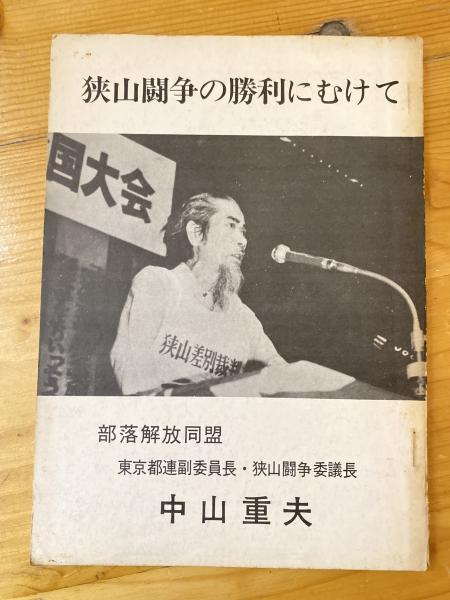 狭山闘争の勝利にむけて
国大会
狭山差別裁判
部落解放同盟
東京都連副委員長・狭山闘争委議長
中山重夫